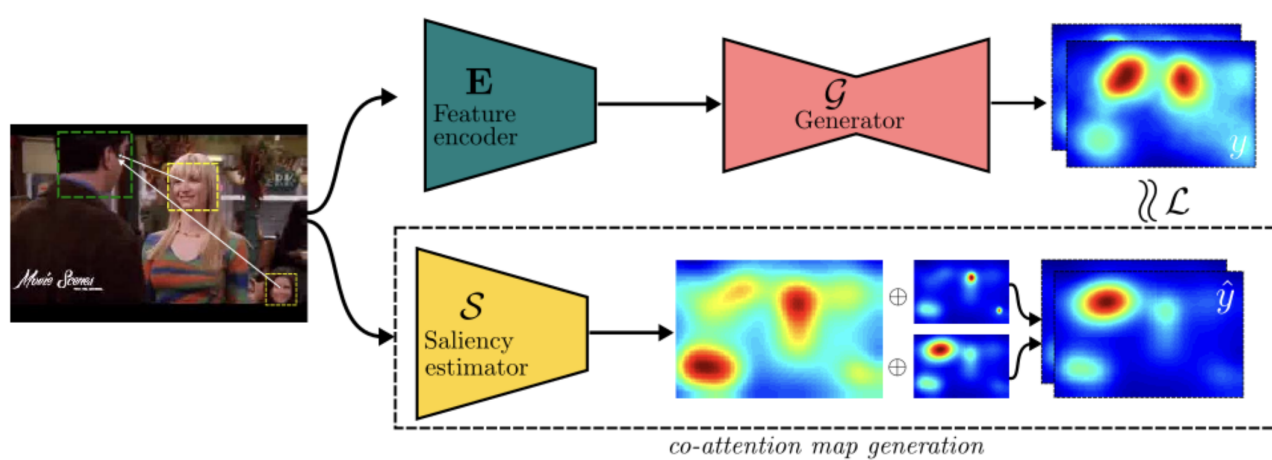 E
Feature
encoder
𝒢
Generator
y
ℒ
Movie Scenes
𝒮
Saliency
estimator
⊕
⊕
ŷ
co-attention map generation